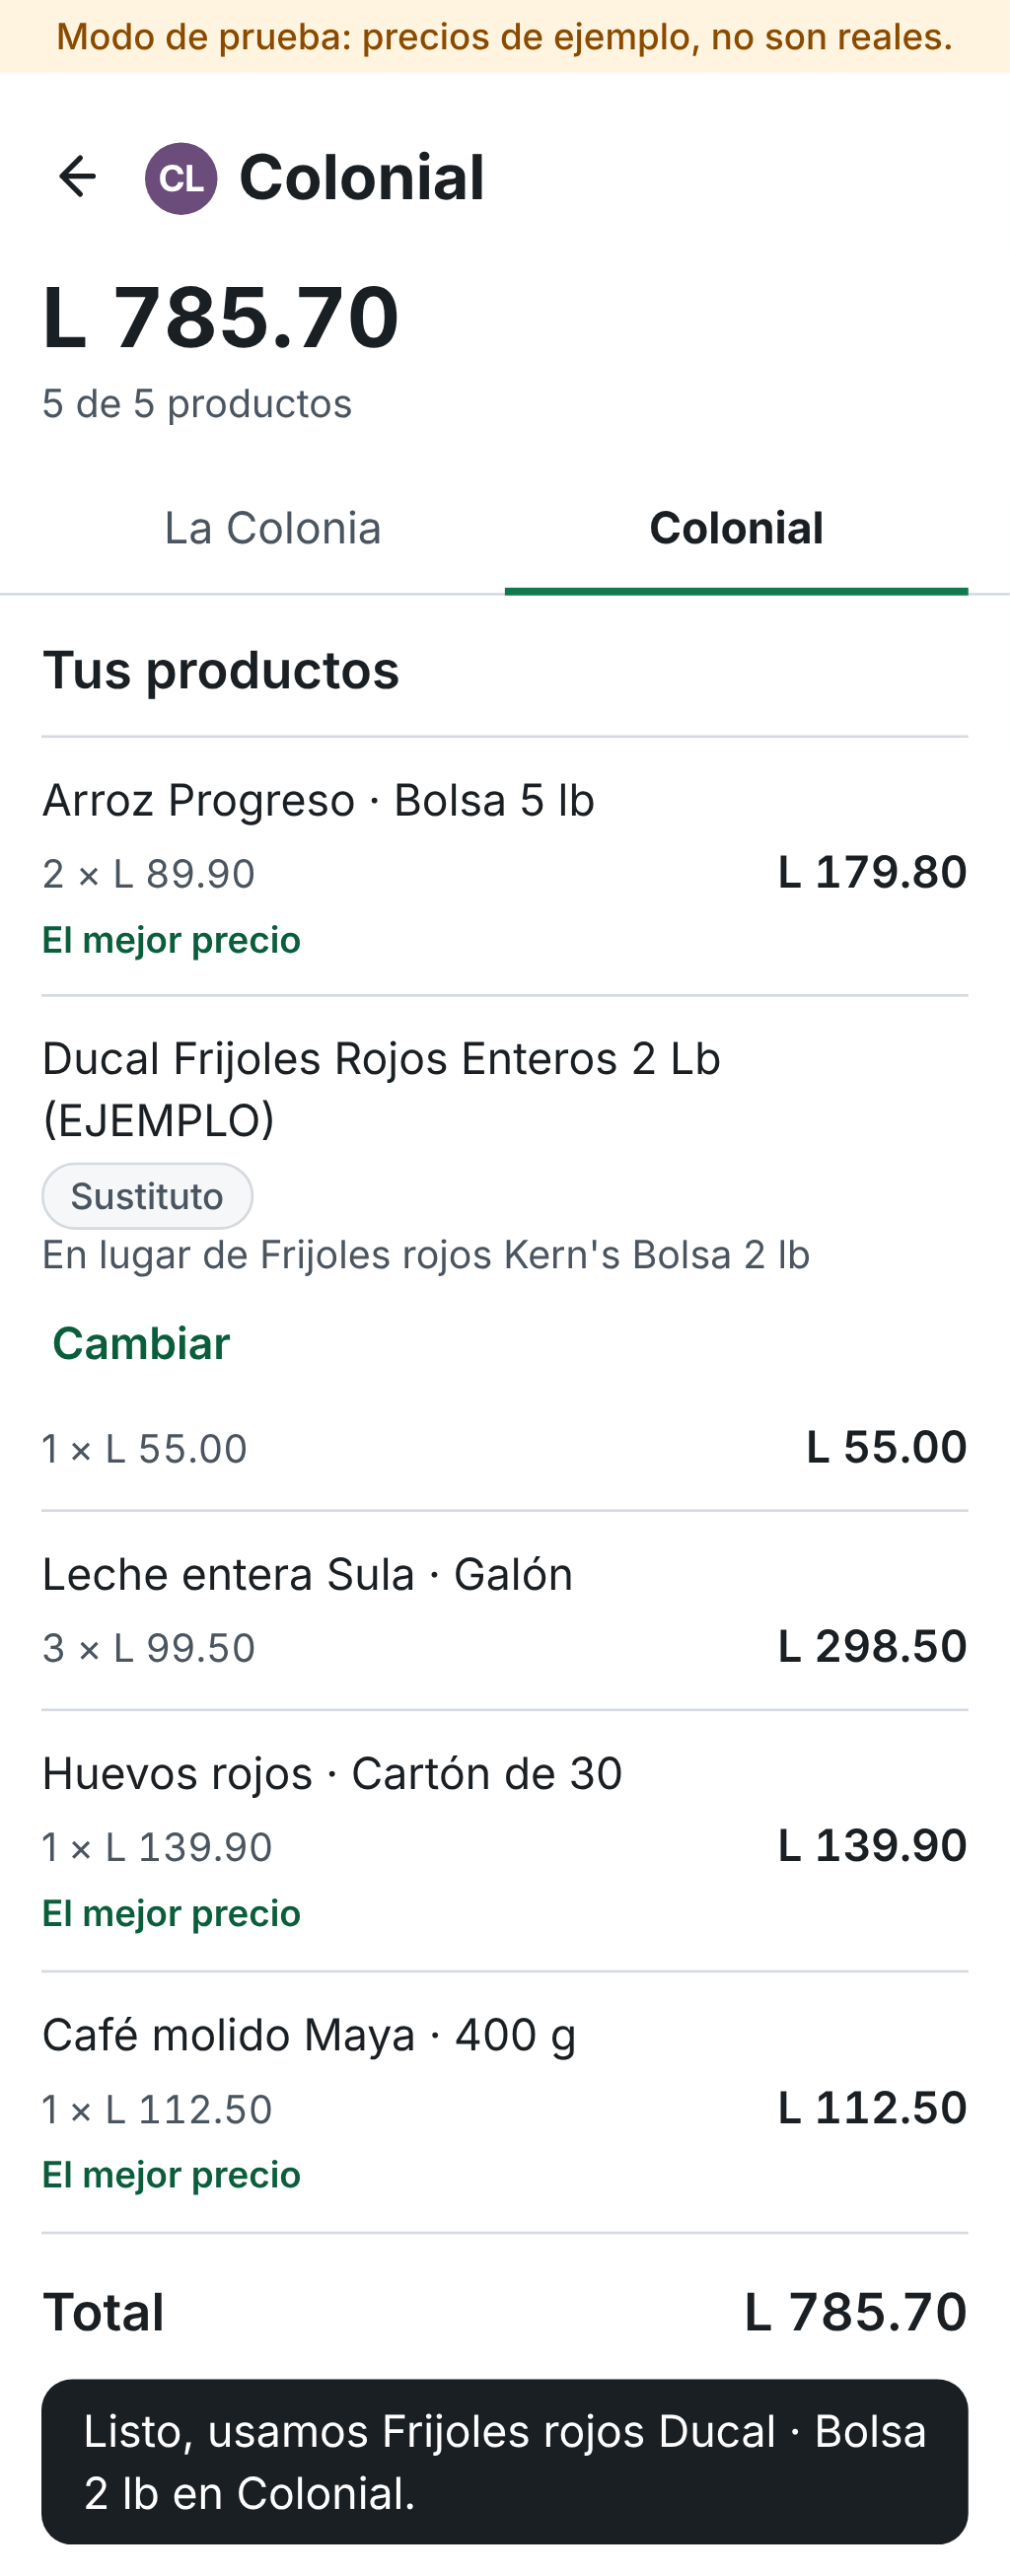 Modo de prueba: precios de ejemplo, no son reales.
CL Colonial
L 785.70
5 de 5 productos
La Colonia Colonial
Tus productos
Arroz Progreso · Bolsa 5 lb
2 × L 89.90 L 179.80
El mejor precio
Ducal Frijoles Rojos Enteros 2 Lb
(EJEMPLO)
Sustituto
En lugar de Frijoles rojos Kern's Bolsa 2 lb
Cambiar
1 × L 55.00 L 55.00
Leche entera Sula · Galón
3 × L 99.50 L 298.50
Huevos rojos · Cartón de 30
1 × L 139.90 L 139.90
El mejor precio
Café molido Maya · 400 g
1 × L 112.50 L 112.50
El mejor precio
Total L 785.70
Listo, usamos Frijoles rojos Ducal · Bolsa
2 lb en Colonial.